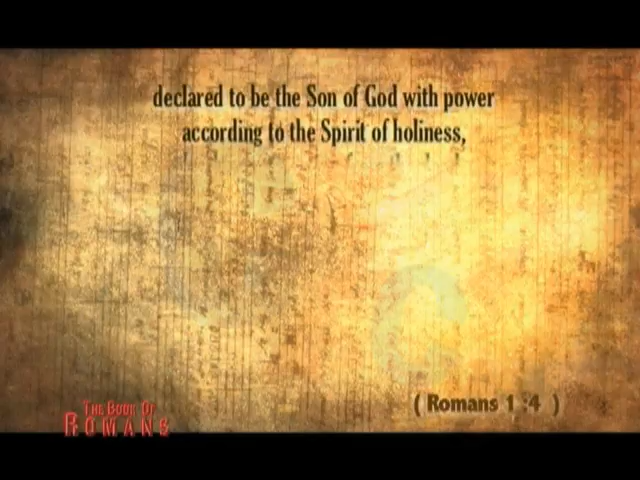 declared to be the Son of God with power
according to the Spirit of holiness,
( Romans 1 :4 )
THE BOOK OF
ROMANS